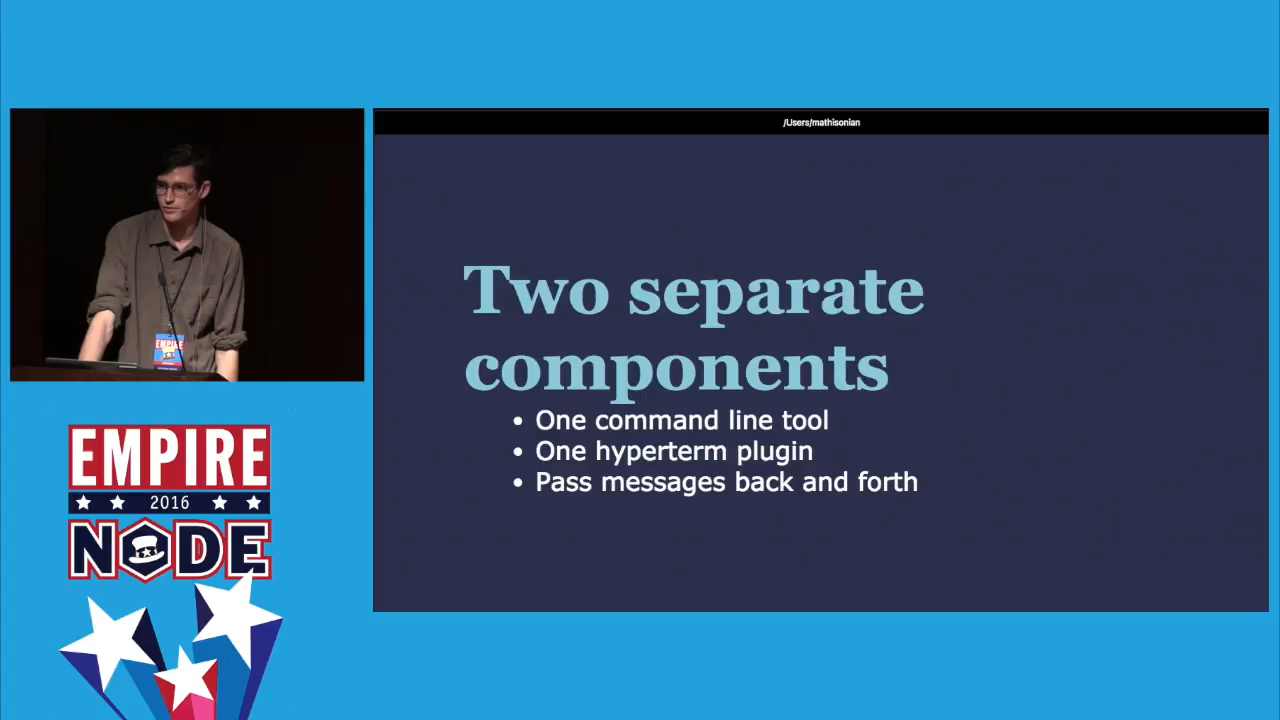 /Users/mathisonian
Two separate
components
• One command line tool
• One hyperterm plugin
• Pass messages back and forth
EMPIRE
EMPIRE
2016
NODE